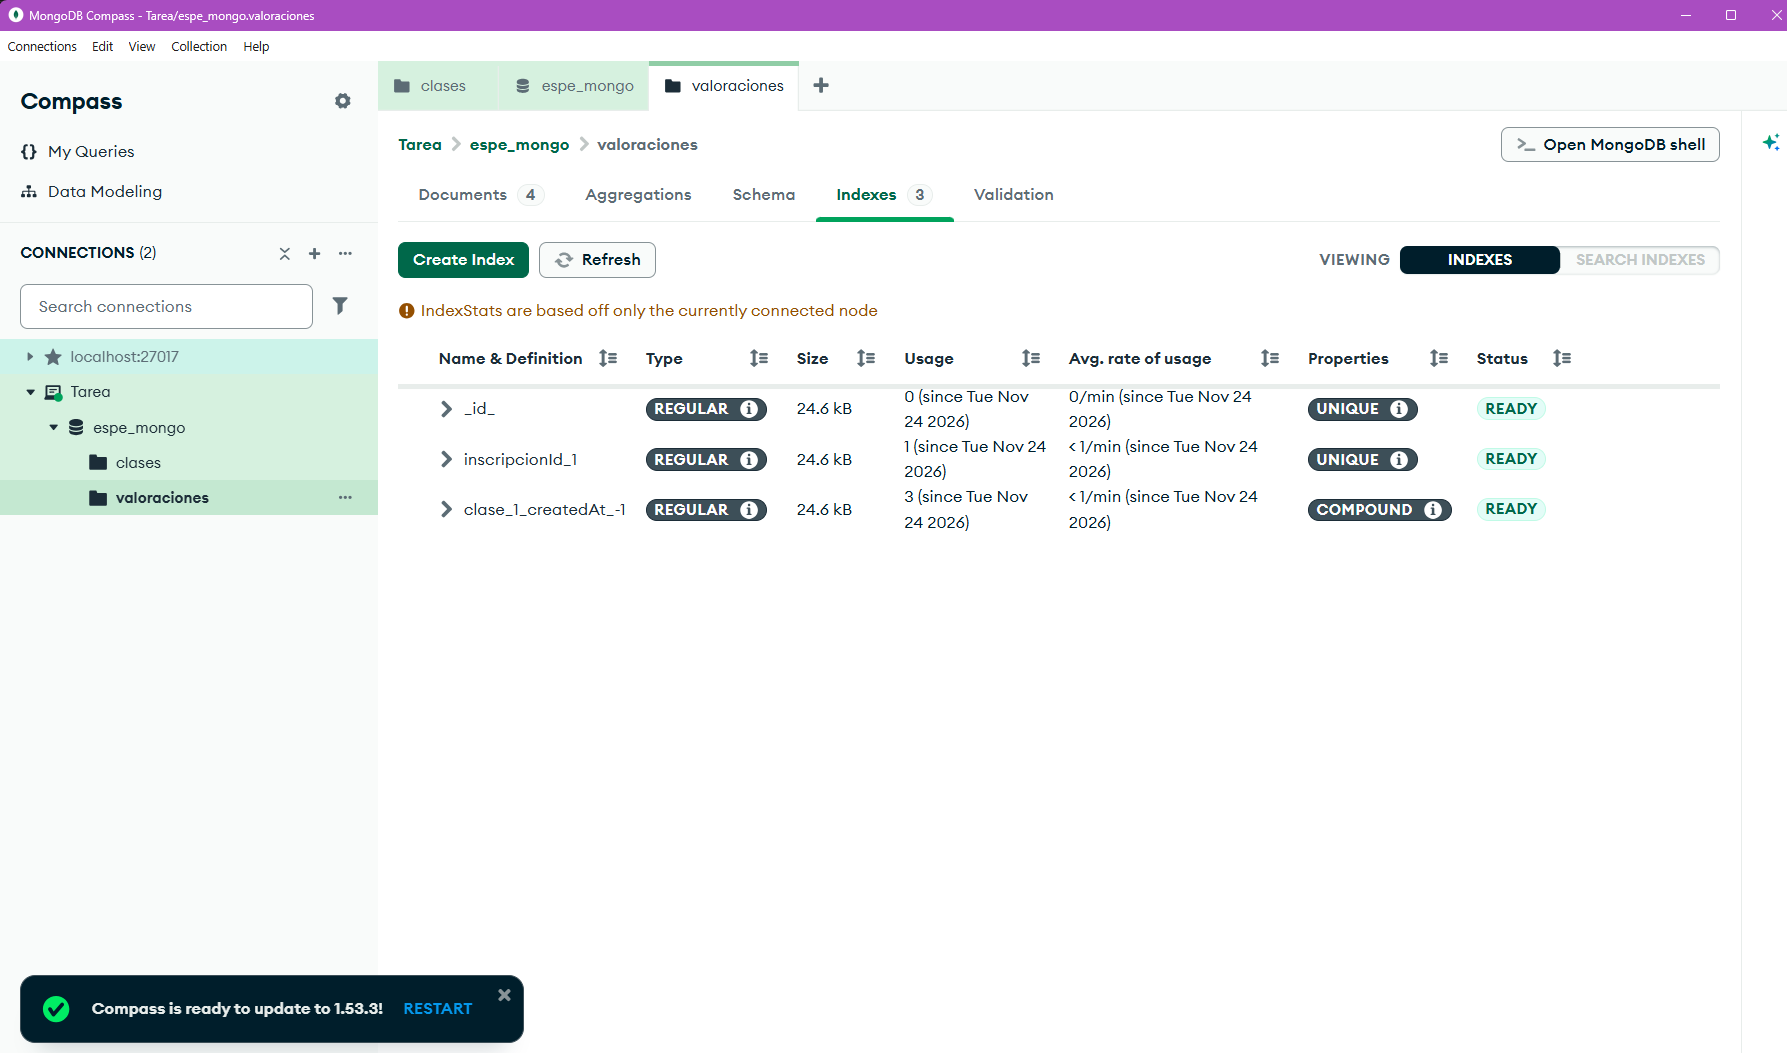 MongoDB Compass - Tarea/espe_mongo.valoraciones
Connections Edit View Collection Help
Compass
My Queries
Data Modeling
CONNECTIONS (2)
Search connections
localhost:27017
Tarea
espe_mongo
clases
valoraciones
clases espe_mongo valoraciones
Tarea espe_mongo valoraciones
Open MongoDB shell
Documents 4 Aggregations Schema Indexes 3 Validation
Create Index Refresh
VIEWING INDEXES SEARCH INDEXES
IndexStats are based off only the currently connected node
Name & Definition Type Size Usage Avg. rate of usage Properties Status
_id_ REGULAR 24.6 kB 0 (since Tue Nov 24 2026) 0/min (since Tue Nov 24 2026) UNIQUE READY
inscripcionId_1 REGULAR 24.6 kB 1 (since Tue Nov 24 2026) < 1/min (since Tue Nov 24 2026) UNIQUE READY
clase_1_createdAt_-1 REGULAR 24.6 kB 3 (since Tue Nov 24 2026) < 1/min (since Tue Nov 24 2026) COMPOUND READY
Compass is ready to update to 1.53.3! RESTART